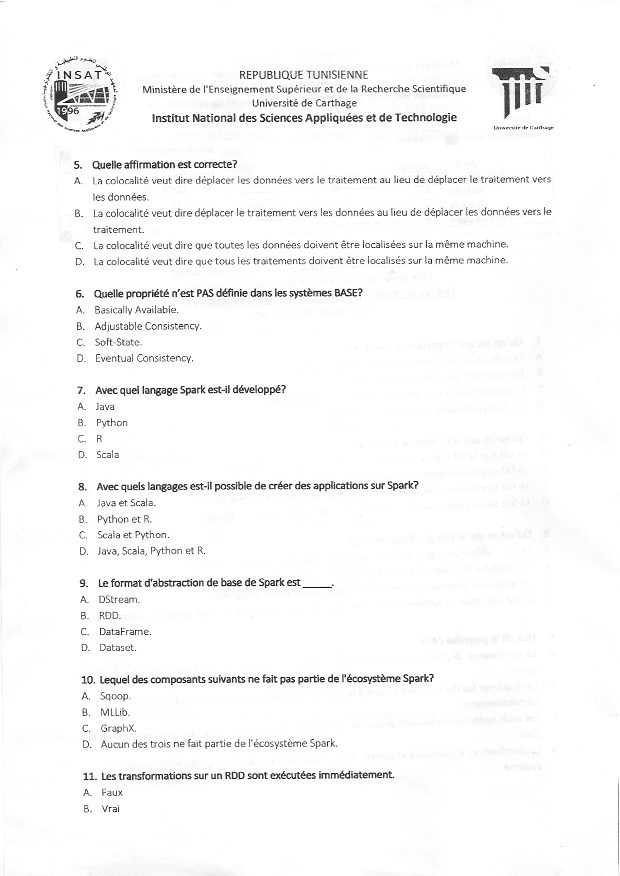 INSAT
1996
REPUBLIQUE TUNISIENNE
Ministère de l'Enseignement Supérieur et de la Recherche Scientifique
Université de Carthage
Institut National des Sciences Appliquées et de Technologie
Université de Carthage
5. Quelle affirmation est correcte?
A. La colocalité veut dire déplacer les données vers le traitement au lieu de déplacer le traitement vers
les données.
B. La colocalité veut dire déplacer le traitement vers les données au lieu de déplacer les données vers le
traitement.
C. La colocalité veut dire que toutes les données doivent être localisées sur la même machine.
D. La colocalité veut dire que tous les traitements doivent être localisés sur la même machine.
6. Quelle propriété n'est PAS définie dans les systèmes BASE?
A. Basically Available.
B. Adjustable Consistency.
C. Soft-State.
D. Eventual Consistency.
7. Avec quel langage Spark est-il développé?
A. Java
B. Python
C. R
D. Scala
8. Avec quels langages est-il possible de créer des applications sur Spark?
A. Java et Scala.
B. Python et R.
C. Scala et Python.
D. Java, Scala, Python et R.
9. Le format d'abstraction de base de Spark est _____.
A. DStream.
B. RDD.
C. DataFrame.
D. Dataset.
10. Lequel des composants suivants ne fait pas partie de l'écosystème Spark?
A. Sqoop.
B. MLLib.
C. GraphX.
D. Aucun des trois ne fait partie de l'écosystème Spark.
11. Les transformations sur un RDD sont exécutées immédiatement.
A. Faux
B. Vrai